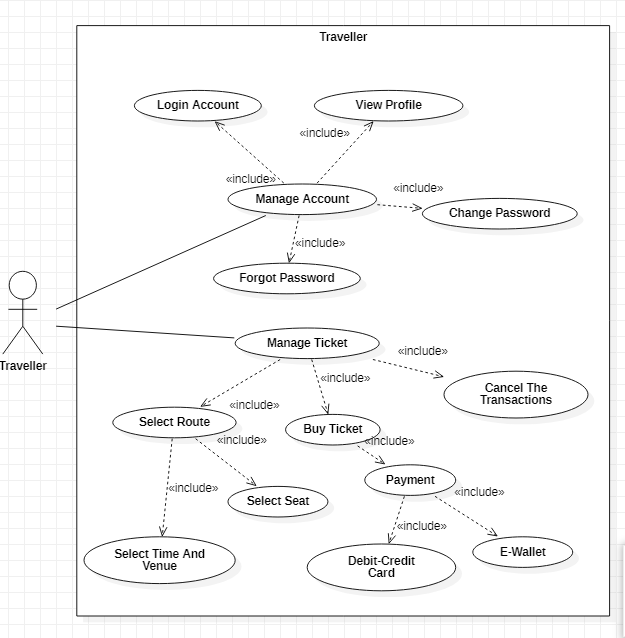 Traveller
Login Account
View Profile
«include»
«include»
«include»
Manage Account
Change Password
«include»
Forgot Password
Manage Ticket
«include»
Traveller
«include»
Cancel The
Transactions
«include»
Select Route
Buy Ticket
«include»
«include»
Payment
«include»
«include»
Select Seat
«include»
Select Time And
Venue
E-Wallet
Debit-Credit
Card